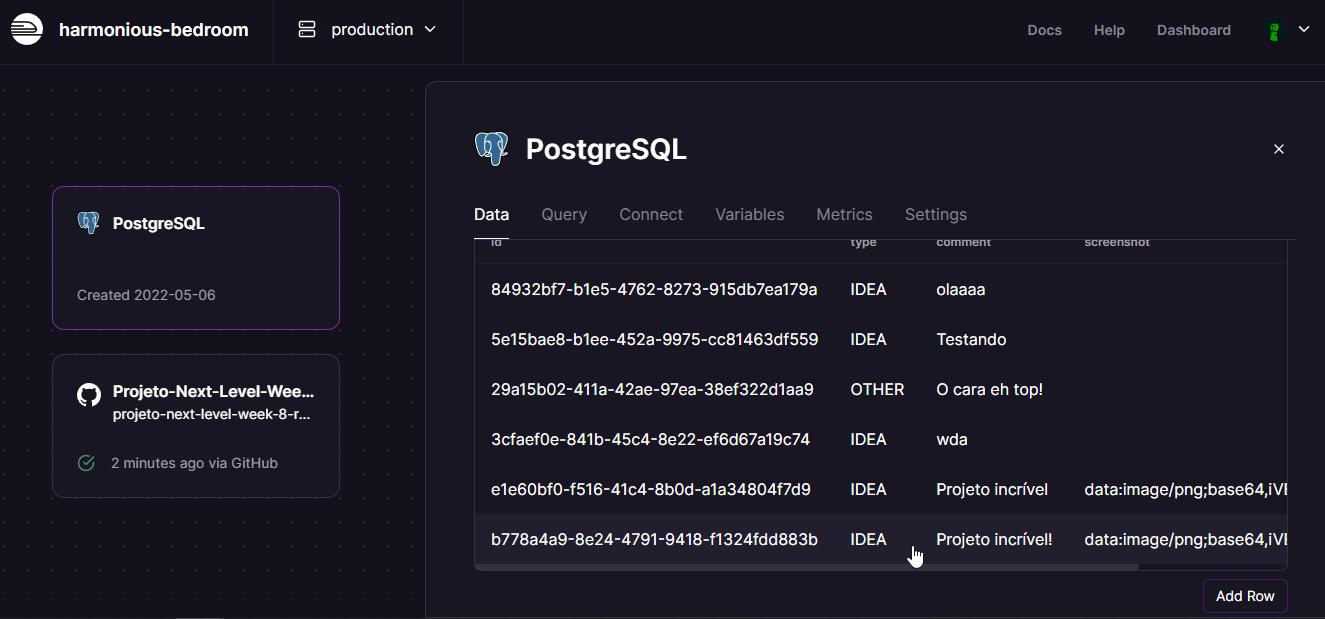 harmonious-bedroom
production
Docs
Help
Dashboard
PostgreSQL
Created 2022-05-06
Projeto-Next-Level-Wee...
projeto-next-level-week-8-r...
2 minutes ago via GitHub
PostgreSQL
Data Query Connect Variables Metrics Settings
id type comment screenshot
84932bf7-b1e5-4762-8273-915db7ea179a IDEA olaaaa
5e15bae8-b1ee-452a-9975-cc81463df559 IDEA Testando
29a15b02-411a-42ae-97ea-38ef322d1aa9 OTHER O cara eh top!
3cfaef0e-841b-45c4-8e22-ef6d67a19c74 IDEA wda
e1e60bf0-f516-41c4-8b0d-a1a34804f7d9 IDEA Projeto incrível data:image/png;base64,iVB
b778a4a9-8e24-4791-9418-f1324fdd883b IDEA Projeto incrível! data:image/png;base64,iVB
Add Row